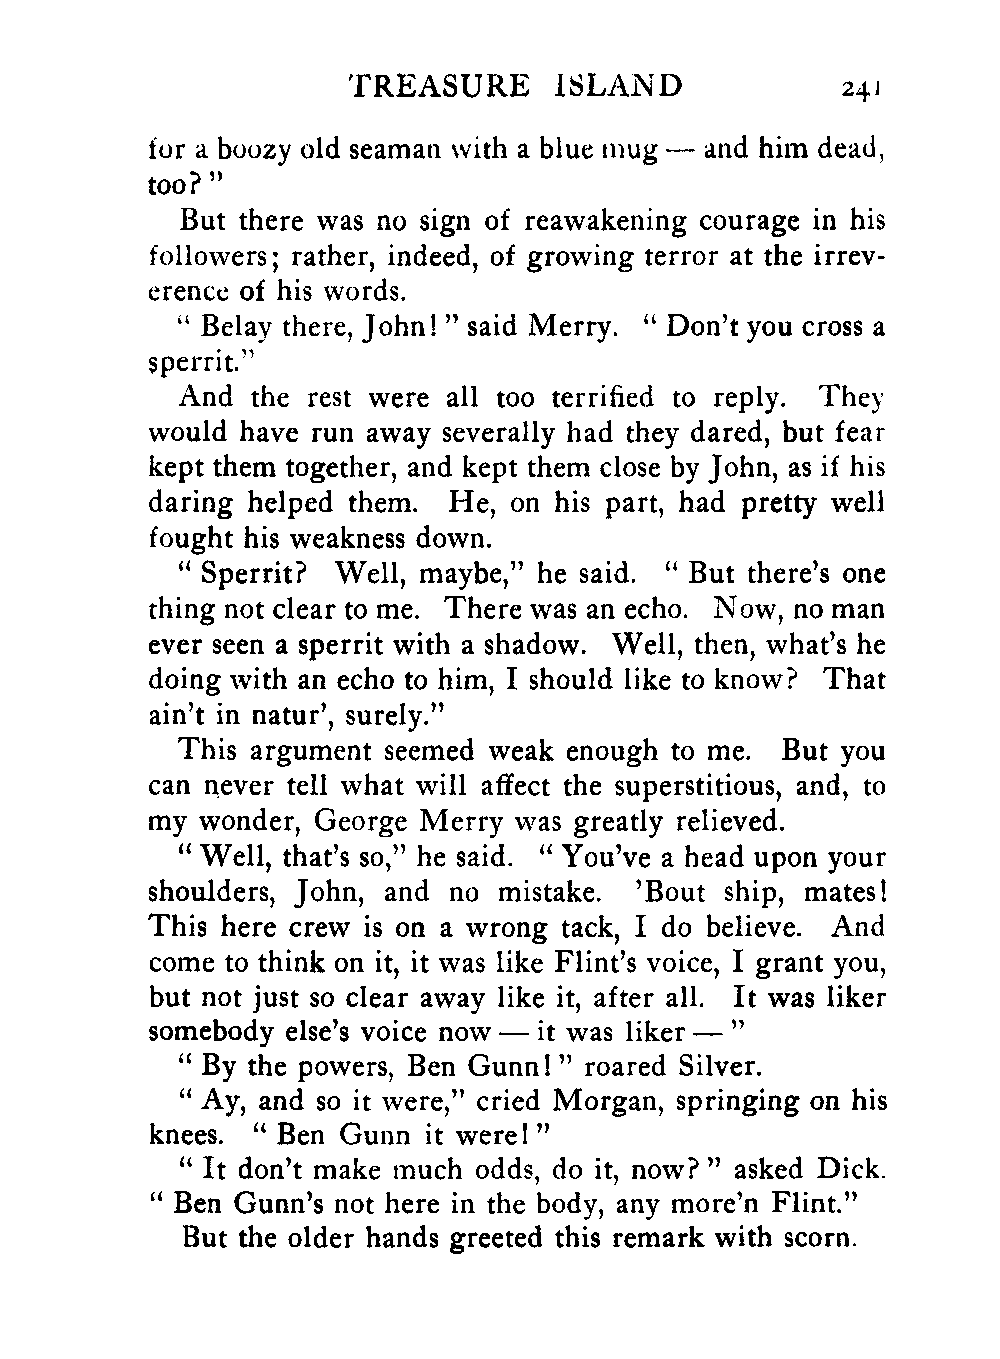 TREASURE ISLAND 241
for a boozy old seaman with a blue mug — and him dead,
too?"
But there was no sign of reawakening courage in his
followers; rather, indeed, of growing terror at the irrev-
erence of his words.
"Belay there, John!" said Merry. "Don't you cross a
sperrit."
And the rest were all too terrified to reply. They
would have run away severally had they dared, but fear
kept them together, and kept them close by John, as if his
daring helped them. He, on his part, had pretty well
fought his weakness down.
"Sperrit? Well, maybe," he said. "But there's one
thing not clear to me. There was an echo. Now, no man
ever seen a sperrit with a shadow. Well, then, what's he
doing with an echo to him, I should like to know? That
ain't in natur', surely."
This argument seemed weak enough to me. But you
can never tell what will affect the superstitious, and, to
my wonder, George Merry was greatly relieved.
"Well, that's so," he said. "You've a head upon your
shoulders, John, and no mistake. 'Bout ship, mates!
This here crew is on a wrong tack, I do believe. And
come to think on it, it was like Flint's voice, I grant you,
but not just so clear away like it, after all. It was liker
somebody else's voice now — it was liker — "
"By the powers, Ben Gunn!" roared Silver.
"Ay, and so it were," cried Morgan, springing on his
knees. "Ben Gunn it were!"
"It don't make much odds, do it, now?" asked Dick.
"Ben Gunn's not here in the body, any more'n Flint."
But the older hands greeted this remark with scorn.